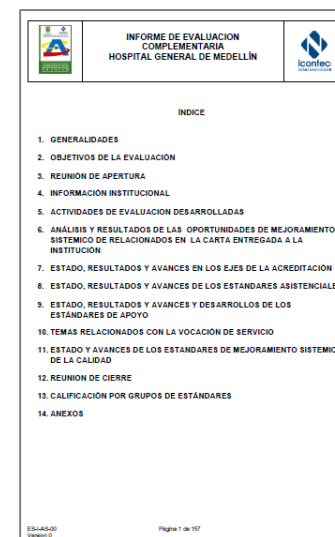 INFORME DE EVALUACION
COMPLEMENTARIA
HOSPITAL GENERAL DE MEDELLÍN
icontec
ÍNDICE
1. GENERALIDADES
2. OBJETIVOS DE LA EVALUACIÓN
3. REUNIÓN DE APERTURA
4. INFORMACIÓN INSTITUCIONAL
5. ACTIVIDADES DE EVALUACION DESARROLLADAS
6. ANÁLISIS Y RESULTADOS DE LAS OPORTUNIDADES DE MEJORAMIENTO
SISTEMICO DE RELACIONADOS EN LA CARTA ENTREGADA A LA
INSTITUCIÓN
7. ESTADO, RESULTADOS Y AVANCES EN LOS EJES DE LA ACREDITACIÓN
8. ESTADO, RESULTADOS Y AVANCES DE LOS ESTANDARES ASISTENCIALE
9. ESTADO, RESULTADOS Y AVANCES Y DESARROLLOS DE LOS
ESTÁNDARES DE APOYO
10. TEMAS RELACIONADOS CON LA VOCACIÓN DE SERVICIO
11. ESTADO Y AVANCES DE LOS ESTANDARES DE MEJORAMIENTO SISTEMIC
DE LA CALIDAD
12. REUNION DE CIERRE
13. CALIFICACIÓN POR GRUPOS DE ESTÁNDARES
14. ANEXOS
ES-I-AS-00
Página 1 de 157
Version 0